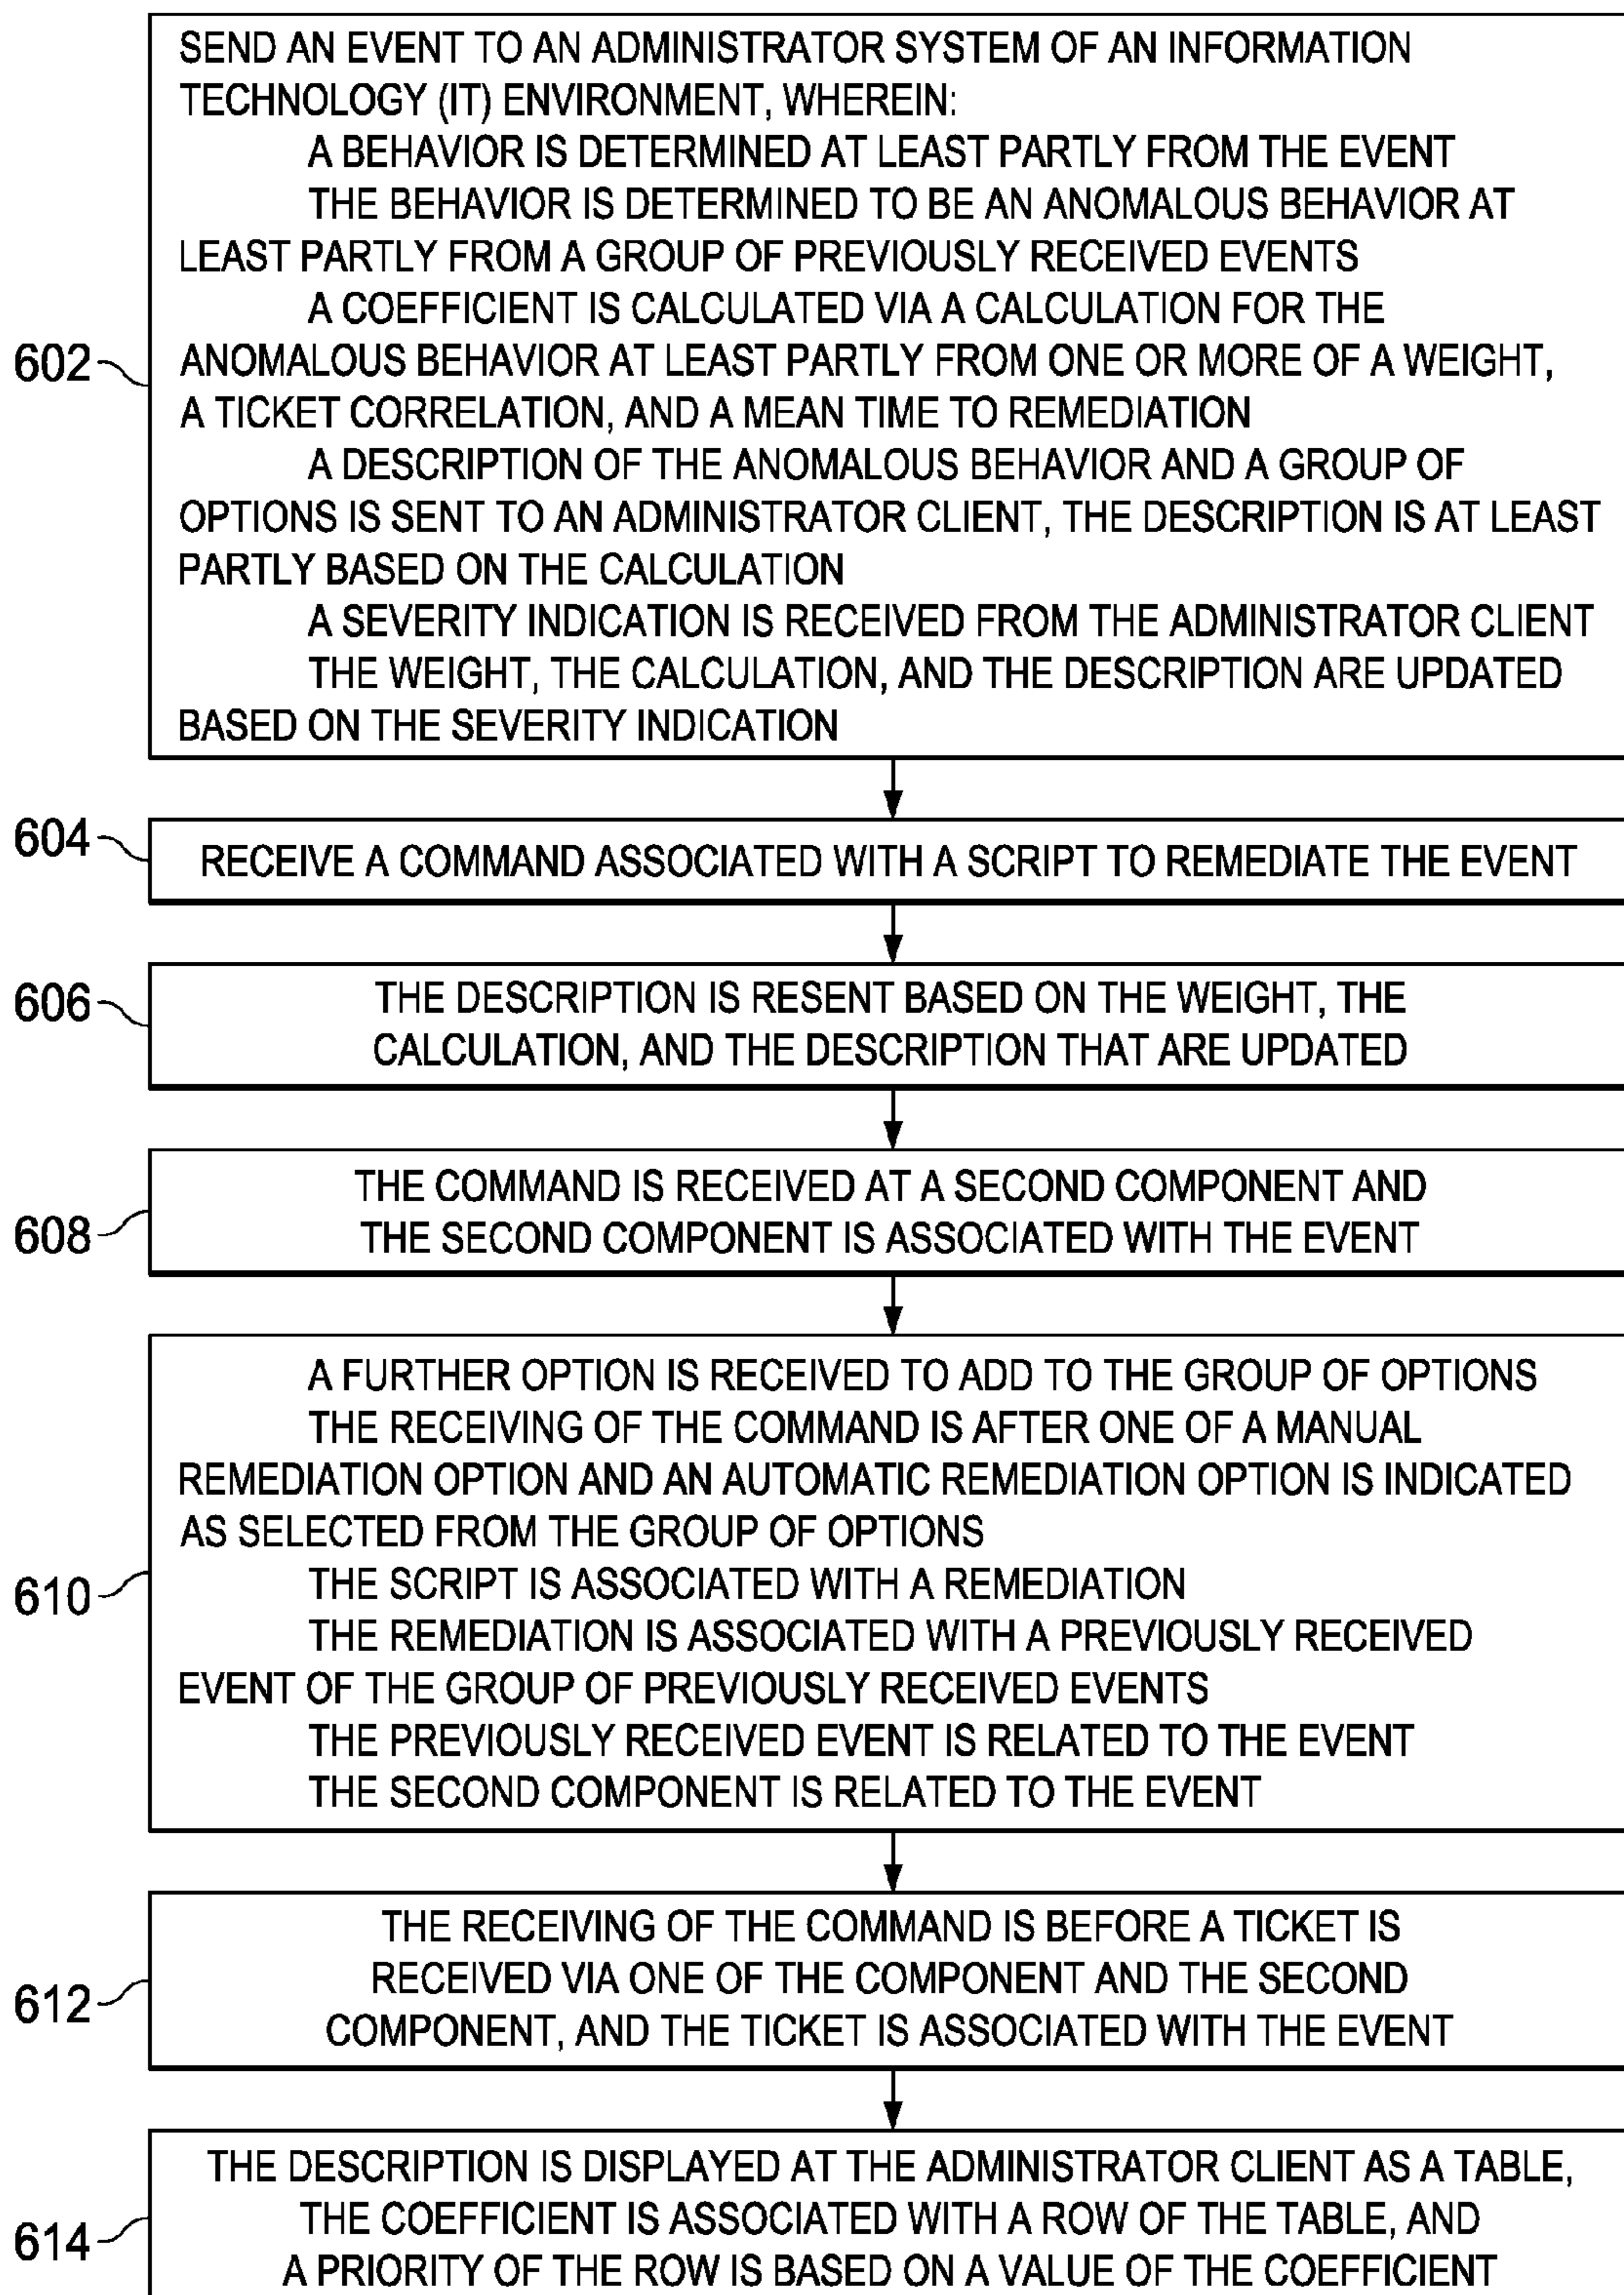 SEND AN EVENT TO AN ADMINISTRATOR SYSTEM OF AN INFORMATION
TECHNOLOGY (IT) ENVIRONMENT, WHEREIN:
A BEHAVIOR IS DETERMINED AT LEAST PARTLY FROM THE EVENT
THE BEHAVIOR IS DETERMINED TO BE AN ANOMALOUS BEHAVIOR AT
LEAST PARTLY FROM A GROUP OF PREVIOUSLY RECEIVED EVENTS
A COEFFICIENT IS CALCULATED VIA A CALCULATION FOR THE
602
ANOMALOUS BEHAVIOR AT LEAST PARTLY FROM ONE OR MORE OF A WEIGHT,
A TICKET CORRELATION, AND A MEAN TIME TO REMEDIATION
A DESCRIPTION OF THE ANOMALOUS BEHAVIOR AND A GROUP OF
OPTIONS IS SENT TO AN ADMINISTRATOR CLIENT, THE DESCRIPTION IS AT LEAST
PARTLY BASED ON THE CALCULATION
A SEVERITY INDICATION IS RECEIVED FROM THE ADMINISTRATOR CLIENT
THE WEIGHT, THE CALCULATION, AND THE DESCRIPTION ARE UPDATED
BASED ON THE SEVERITY INDICATION
604
RECEIVE A COMMAND ASSOCIATED WITH A SCRIPT TO REMEDIATE THE EVENT
606
THE DESCRIPTION IS RESENT BASED ON THE WEIGHT, THE
CALCULATION, AND THE DESCRIPTION THAT ARE UPDATED
608
THE COMMAND IS RECEIVED AT A SECOND COMPONENT AND
THE SECOND COMPONENT IS ASSOCIATED WITH THE EVENT
A FURTHER OPTION IS RECEIVED TO ADD TO THE GROUP OF OPTIONS
THE RECEIVING OF THE COMMAND IS AFTER ONE OF A MANUAL
REMEDIATION OPTION AND AN AUTOMATIC REMEDIATION OPTION IS INDICATED
AS SELECTED FROM THE GROUP OF OPTIONS
610
THE SCRIPT IS ASSOCIATED WITH A REMEDIATION
THE REMEDIATION IS ASSOCIATED WITH A PREVIOUSLY RECEIVED
EVENT OF THE GROUP OF PREVIOUSLY RECEIVED EVENTS
THE PREVIOUSLY RECEIVED EVENT IS RELATED TO THE EVENT
THE SECOND COMPONENT IS RELATED TO THE EVENT
612
THE RECEIVING OF THE COMMAND IS BEFORE A TICKET IS
RECEIVED VIA ONE OF THE COMPONENT AND THE SECOND
COMPONENT, AND THE TICKET IS ASSOCIATED WITH THE EVENT
614
THE DESCRIPTION IS DISPLAYED AT THE ADMINISTRATOR CLIENT AS A TABLE,
THE COEFFICIENT IS ASSOCIATED WITH A ROW OF THE TABLE, AND
A PRIORITY OF THE ROW IS BASED ON A VALUE OF THE COEFFICIENT